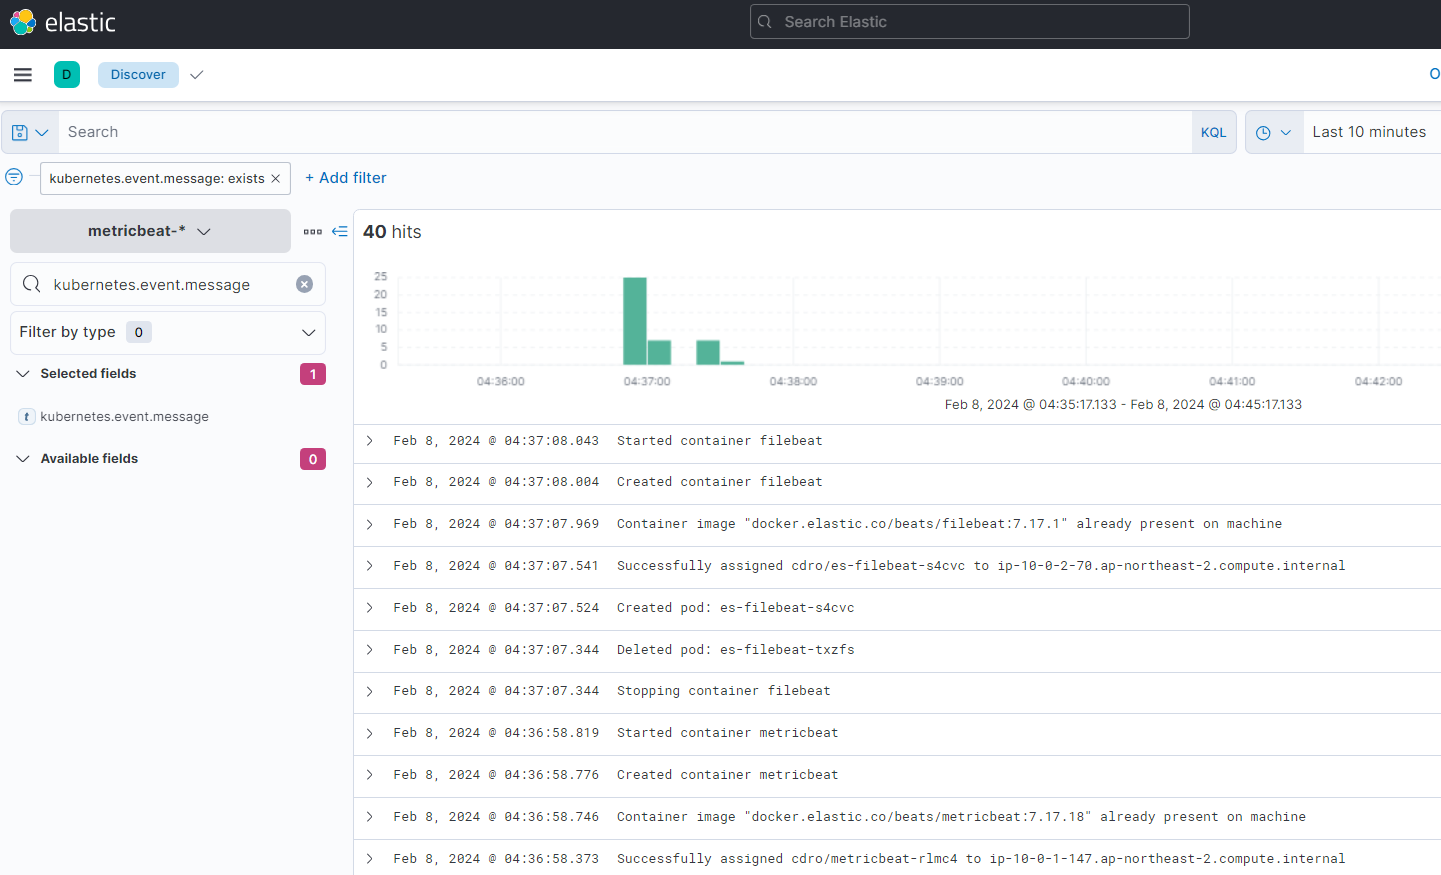 elastic
Search Elastic
D
Discover
O
Search
KQL
Last 10 minutes
kubernetes.event.message: exists ×
+ Add filter
metricbeat-*
40 hits
kubernetes.event.message
Filter by type 0
Selected fields 1
kubernetes.event.message
t
Available fields 0
25
20
15
10
5
0
04:36:00 04:37:00 04:38:00 04:39:00 04:40:00 04:41:00 04:42:00
Feb 8, 2024 @ 04:35:17.133 - Feb 8, 2024 @ 04:45:17.133
Feb 8, 2024 @ 04:37:08.043 Started container filebeat
Feb 8, 2024 @ 04:37:08.004 Created container filebeat
Feb 8, 2024 @ 04:37:07.969 Container image "docker.elastic.co/beats/filebeat:7.17.1" already present on machine
Feb 8, 2024 @ 04:37:07.541 Successfully assigned cdro/es-filebeat-s4cvc to ip-10-0-2-70.ap-northeast-2.compute.internal
Feb 8, 2024 @ 04:37:07.524 Created pod: es-filebeat-s4cvc
Feb 8, 2024 @ 04:37:07.344 Deleted pod: es-filebeat-txzfs
Feb 8, 2024 @ 04:37:07.344 Stopping container filebeat
Feb 8, 2024 @ 04:36:58.819 Started container metricbeat
Feb 8, 2024 @ 04:36:58.776 Created container metricbeat
Feb 8, 2024 @ 04:36:58.746 Container image "docker.elastic.co/beats/metricbeat:7.17.18" already present on machine
Feb 8, 2024 @ 04:36:58.373 Successfully assigned cdro/metricbeat-rlmc4 to ip-10-0-1-147.ap-northeast-2.compute.internal